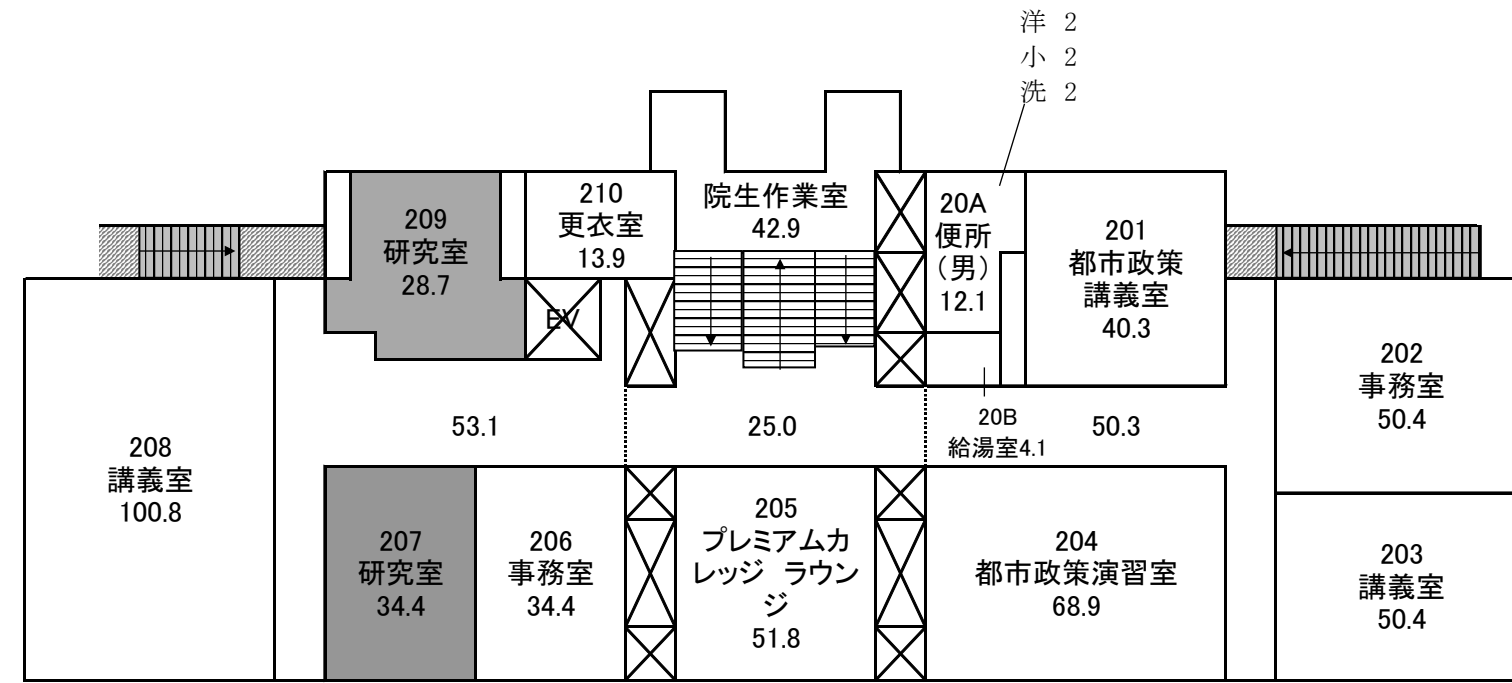 洋 2
小 2
洗 2
209
研究室
28.7
210
更衣室
13.9
院生作業室
42.9
20A
便所
（男）
12.1
201
都市政策
講義室
40.3
EV
202
事務室
50.4
208
講義室
100.8
53.1
25.0
20B
給湯室4.1
50.3
207
研究室
34.4
206
事務室
34.4
205
プレミアムカ
レッジ ラウン
ジ
51.8
204
都市政策演習室
68.9
203
講義室
50.4